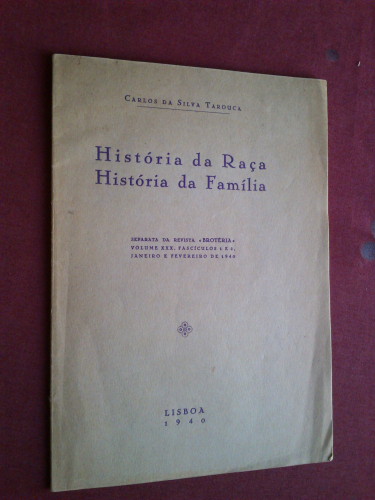 Carlos da Silva Tarouca
História da Raça
História da Família
SEPARATA DA REVISTA «BROTÉRIA»
VOLUME XXX, FASCÍCULOS 1 E 2,
JANEIRO E FEVEREIRO DE 1940
LISBOA
1940